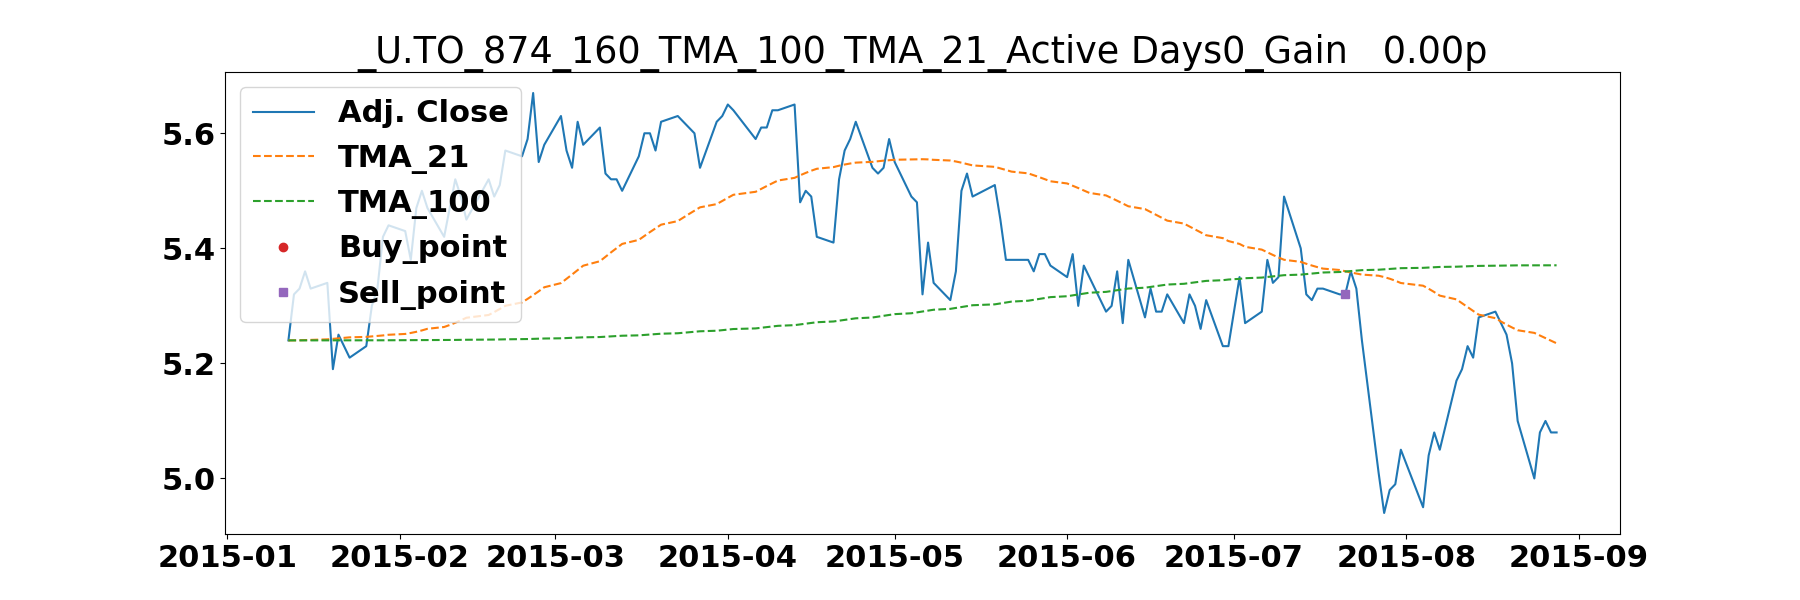 _U.TO_874_160_TMA_100_TMA_21_Active Days0_Gain   0.00p
Adj. Close
TMA_21
TMA_100
Buy_point
Sell_point
5.6
5.4
5.2
5.0
2015-01 2015-02 2015-03 2015-04 2015-05 2015-06 2015-07 2015-08 2015-09